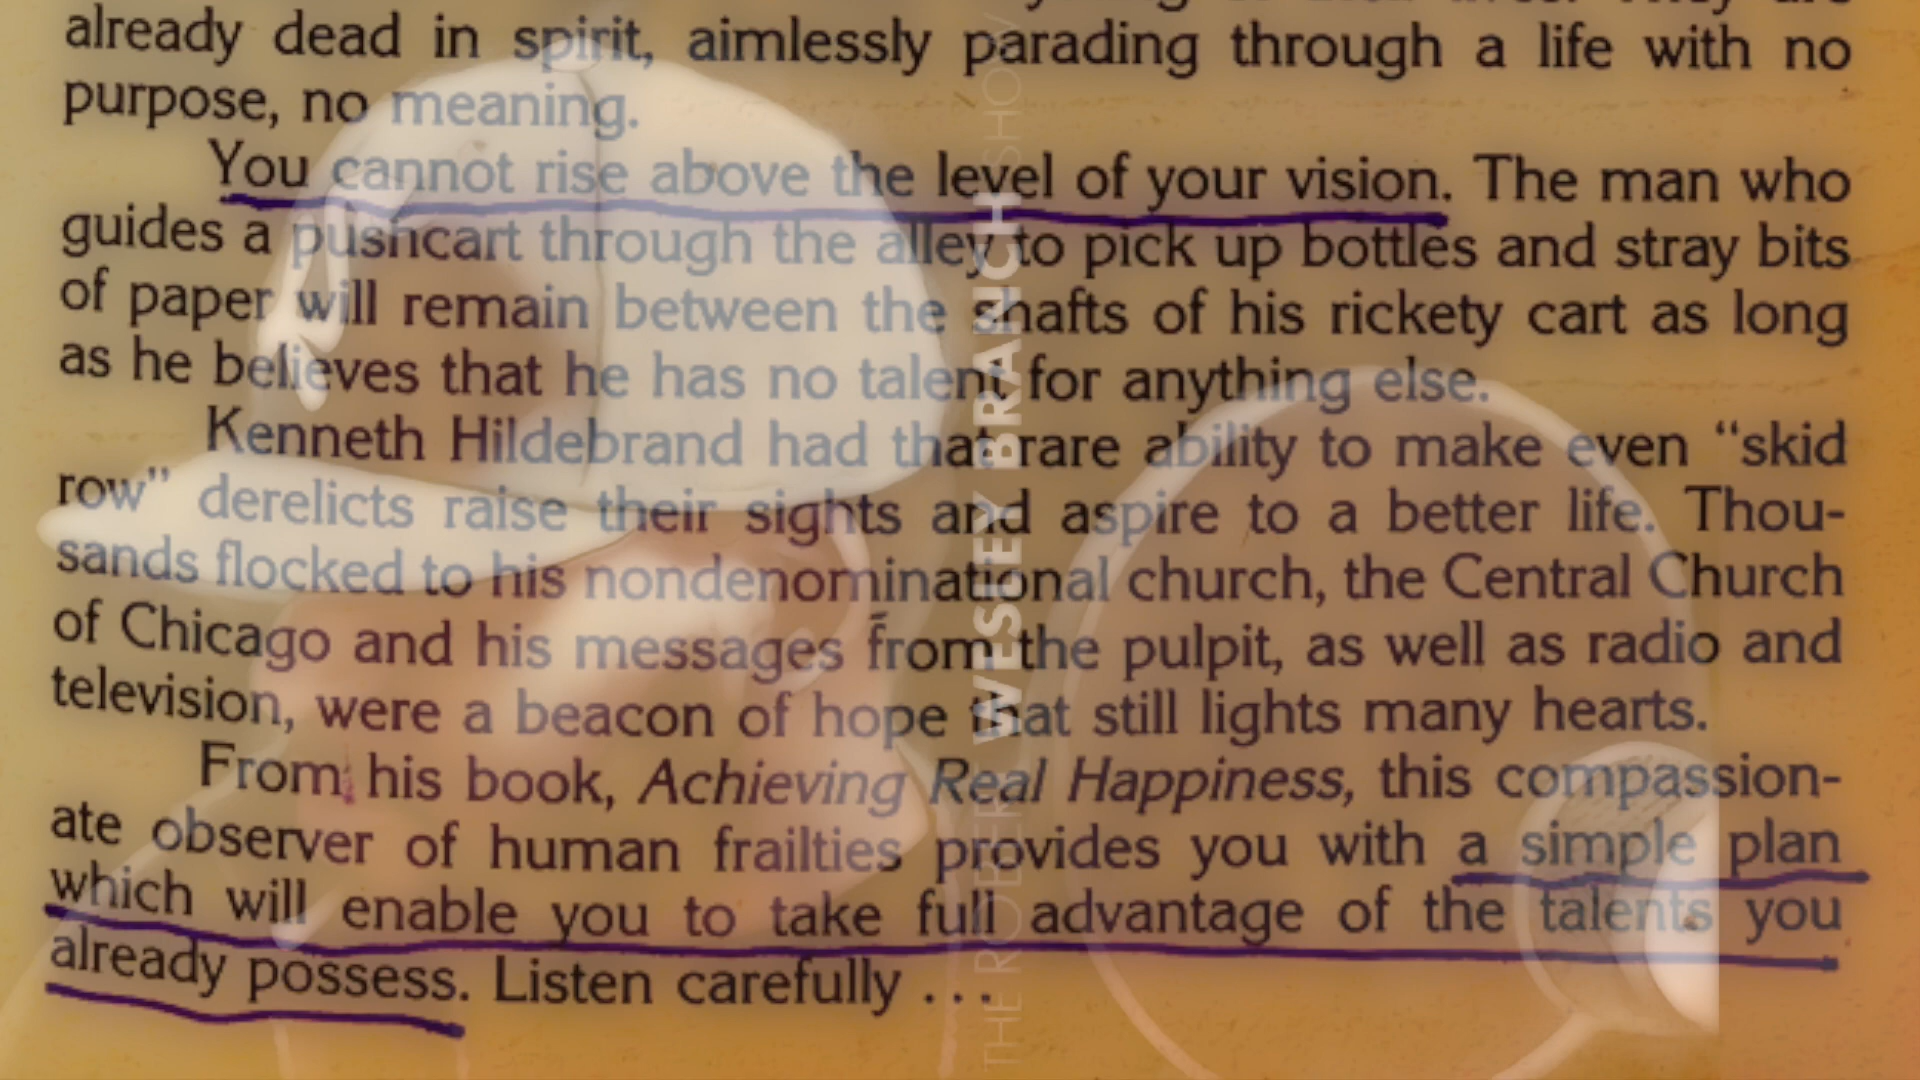 already dead in spirit, aimlessly parading through a life with no
purpose, no meaning.
You cannot rise above the level of your vision. The man who
guides a pushcart through the alley to pick up bottles and stray bits
of paper will remain between the shafts of his rickety cart as long
as he believes that he has no talent for anything else.
Kenneth Hildebrand had that rare ability to make even “skid
row” derelicts raise their sights and aspire to a better life. Thou-
sands flocked to his nondenominational church, the Central Church
of Chicago and his messages from the pulpit, as well as radio and
television, were a beacon of hope that still lights many hearts.
From his book, Achieving Real Happiness, this compassion-
ate observer of human frailties provides you with a simple plan
which will enable you to take full advantage of the talents you
already possess. Listen carefully . . .
THE ROBERT WESLEY BRANCH SHOW